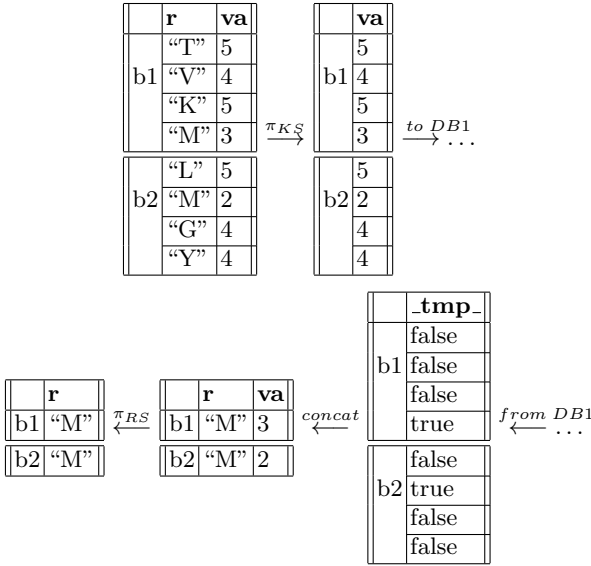 r va va
"T" 5 5
b1 "V" 4 b1 4
"K" 5 5
"M" 3 π_KS → 3 to DB1 → . . .
"L" 5 5
b2 "M" 2 b2 2
"G" 4 4
"Y" 4 4
_tmp_
false
b1 false
r r va false
b1 "M" π_RS ← b1 "M" 3 concat ← true from DB1 ← . . .
b2 "M" b2 "M" 2 false
b2 true
false
false